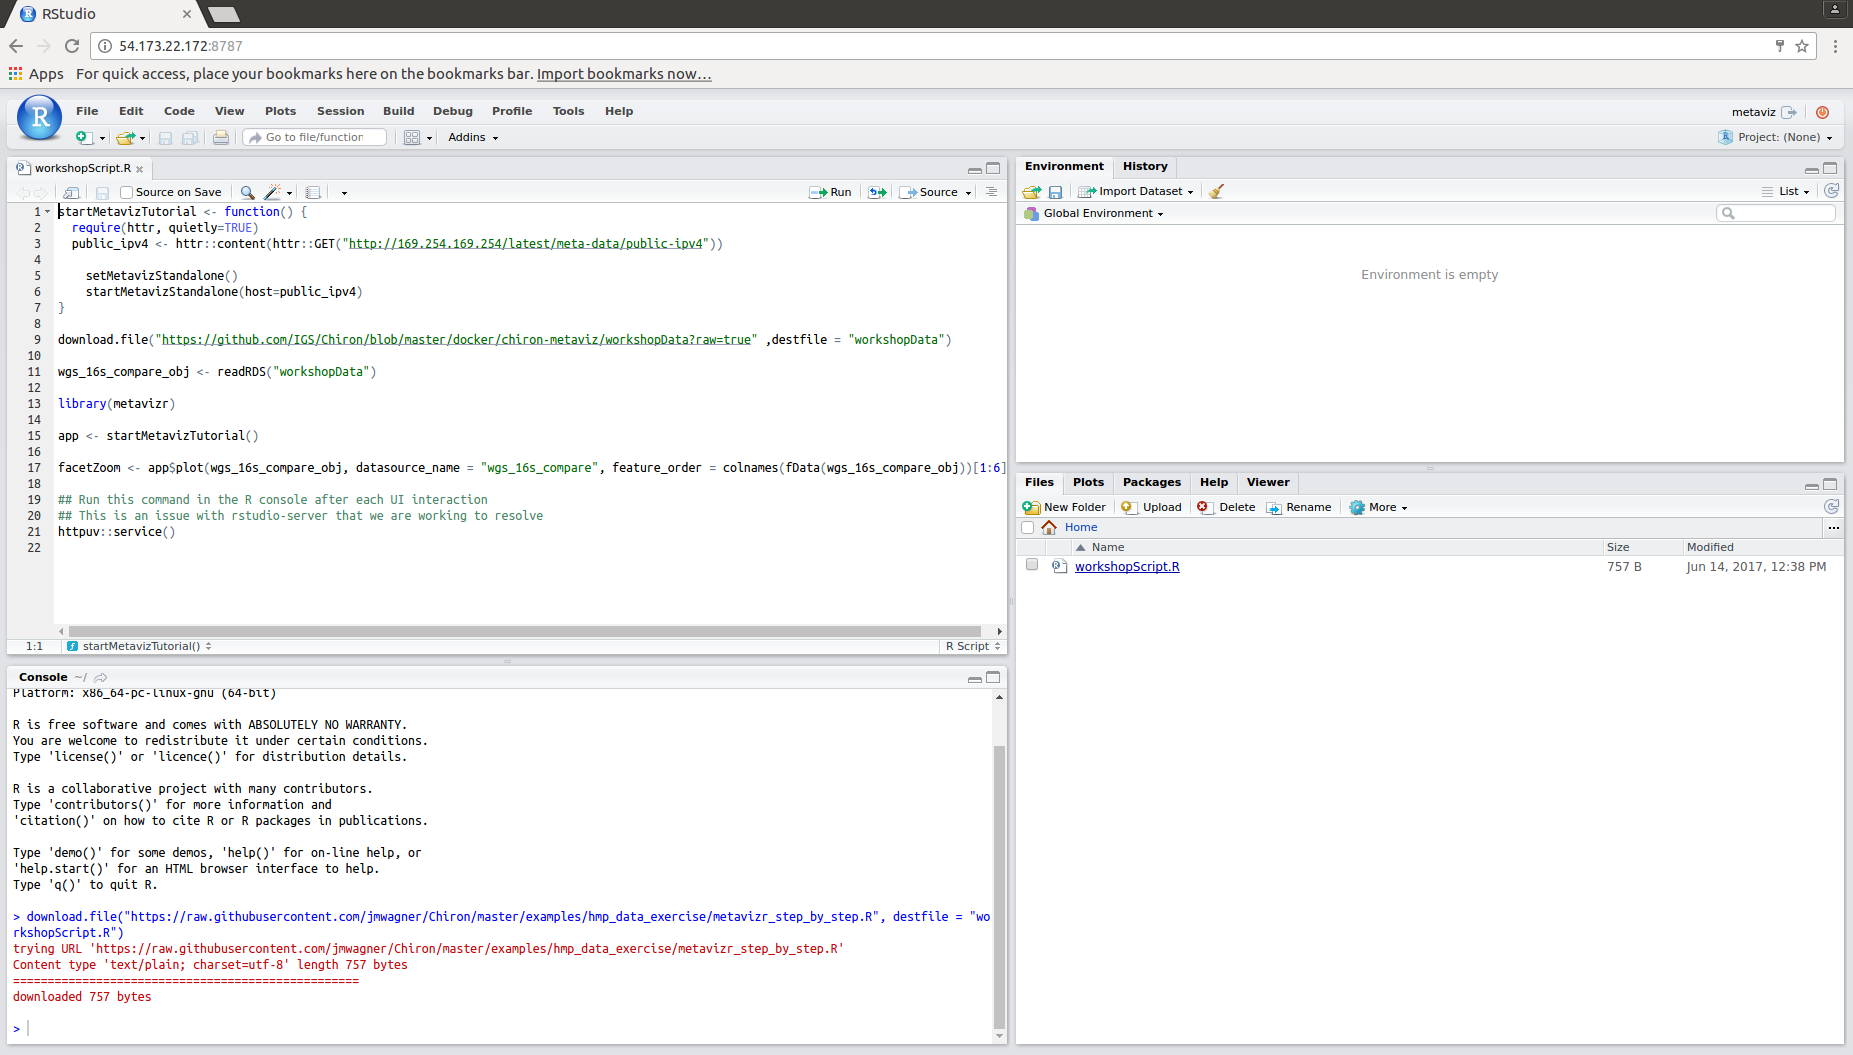 RStudio
54.173.22.172:8787
Apps For quick access, place your bookmarks here on the bookmarks bar. Import bookmarks now...
R File Edit Code View Plots Session Build Debug Profile Tools Help metaviz
Go to file/function Addins Project: (None)
workshopScript.R
Source on Save Run Source
1 startMetavizTutorial <- function() {
2   require(httr, quietly=TRUE)
3   public_ipv4 <- httr::content(httr::GET("http://169.254.169.254/latest/meta-data/public-ipv4"))
4
5     setMetavizStandalone()
6     startMetavizStandalone(host=public_ipv4)
7 }
8
9 download.file("https://github.com/IGS/Chiron/blob/master/docker/chiron-metaviz/workshopData?raw=true" ,destfile = "workshopData")
10
11 wgs_16s_compare_obj <- readRDS("workshopData")
12
13 library(metavizr)
14
15 app <- startMetavizTutorial()
16
17 facetZoom <- app$plot(wgs_16s_compare_obj, datasource_name = "wgs_16s_compare", feature_order = colnames(fData(wgs_16s_compare_obj))[1:6]
18
19 ## Run this command in the R console after each UI interaction
20 ## This is an issue with rstudio-server that we are working to resolve
21 httpuv::service()
22
1:1 startMetavizTutorial() R Script
Console ~/
Platform: x86_64-pc-linux-gnu (64-bit)
R is free software and comes with ABSOLUTELY NO WARRANTY.
You are welcome to redistribute it under certain conditions.
Type 'license()' or 'licence()' for distribution details.
R is a collaborative project with many contributors.
Type 'contributors()' for more information and
'citation()' on how to cite R or R packages in publications.
Type 'demo()' for some demos, 'help()' for on-line help, or
'help.start()' for an HTML browser interface to help.
Type 'q()' to quit R.
> download.file("https://raw.githubusercontent.com/jmwagner/Chiron/master/examples/hmp_data_exercise/metavizr_step_by_step.R", destfile = "wo
rkshopScript.R")
trying URL 'https://raw.githubusercontent.com/jmwagner/Chiron/master/examples/hmp_data_exercise/metavizr_step_by_step.R'
Content type 'text/plain; charset=utf-8' length 757 bytes
==================================================
downloaded 757 bytes
>
Environment History
Import Dataset List
Global Environment
Environment is empty
Files Plots Packages Help Viewer
New Folder Upload Delete Rename More
Home ...
Name Size Modified
workshopScript.R 757 B Jun 14, 2017, 12:38 PM